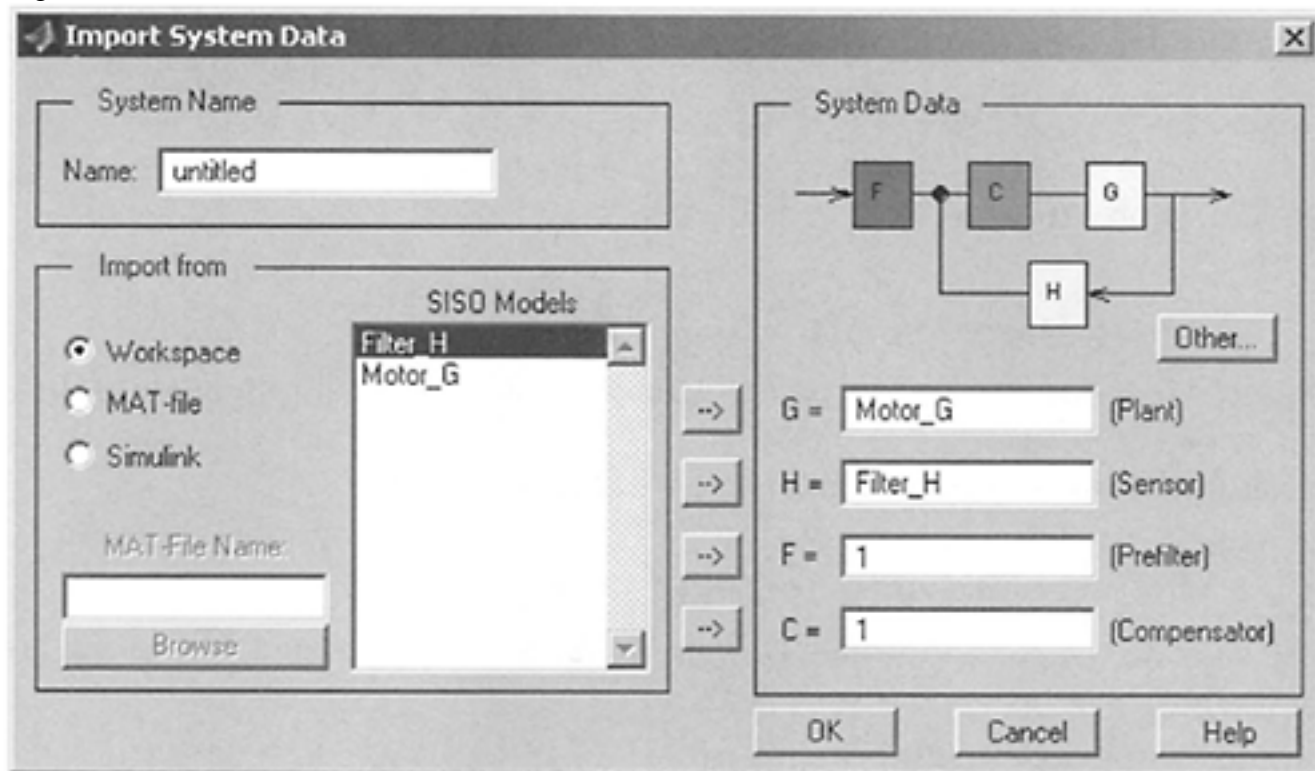 Import System Data
System Name
Name: untitled
Import from
SISO Models
Workspace
MAT-file
Simulink
Filter_H
Motor_G
MAT-File Name:
Browse
System Data
F C G
H
Other...
--> G = Motor_G (Plant)
--> H = Filter_H (Sensor)
--> F = 1 (Prefilter)
--> C = 1 (Compensator)
OK Cancel Help